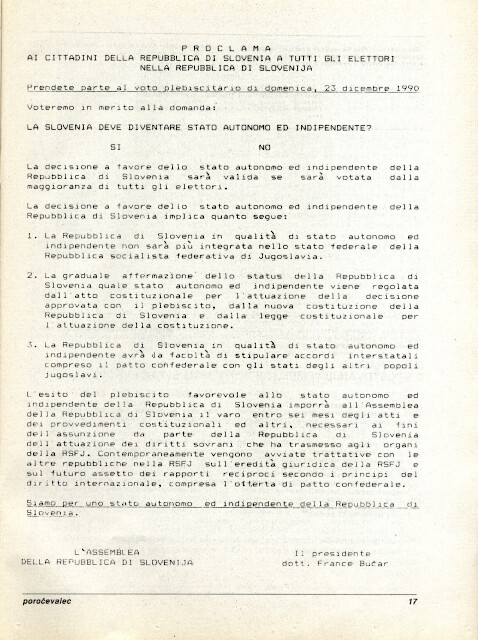 P R O C L A M A
AI CITTADINI DELLA REPUBBLICA DI SLOVENIA A TUTTI GLI ELETTORI
NELLA REPUBBLICA DI SLOVENIJA
Prendete parte al voto plebiscitario di domenica, 23 dicembre 1990
Voteremo in merito alla domanda:
LA SLOVENIA DEVE DIVENTARE STATO AUTONOMO ED INDIPENDENTE?
SI NO
La decisione a favore dello stato autonomo ed indipendente della
Repubblica di Slovenia sarà valida se sarà votata dalla
maggioranza di tutti gli elettori.
La decisione a favore dello stato autonomo ed indipendente della
Repubblica di Slovenia implica quanto segue:
1. La Repubblica di Slovenia in qualità di stato autonomo ed
indipendente non sarà più integrata nello stato federale della
Repubblica socialista federativa di Jugoslavia.
2. La graduale affermazione dello status della Repubblica di
Slovenia quale stato autonomo ed indipendente viene regolata
dall'atto costituzionale per l'attuazione della decisione
approvata con il plebiscito, dalla nuova costituzione della
Repubblica di Slovenia e dalla legge costituzionale per
l'attuazione della costituzione.
3. La Repubblica di Slovenia in qualità di stato autonomo ed
indipendente avrà la facoltà di stipulare accordi interstatali
compreso il patto confederale con gli stati degli altri popoli
jugoslavi.
L'esito del plebiscito favorevole allo stato autonomo ed
indipendente della Repubblica di Slovenia imporrà all'Assemblea
della Repubblica di Slovenia il varo entro sei mesi degli atti e
dei provvedimenti costituzionali ed altri, necessari ai fini
dell'assunzione da parte della Repubblica di Slovenia
dell'attuazione dei diritti sovrani che ha trasmesso agli organi
della RSFJ. Contemporaneamente vengono avviate trattative con le
altre repubbliche nella RSFJ sull'eredità giuridica della RSFJ e
sul futuro assetto dei rapporti reciproci secondo i principi del
diritto internazionale, compresa l'offerta di patto confederale.
Siamo per uno stato autonomo ed indipendente della Repubblica di
Slovenia.
L'ASSEMBLEA Il presidente
DELLA REPUBBLICA DI SLOVENIJA dott. France Bučar
poročevalec 17